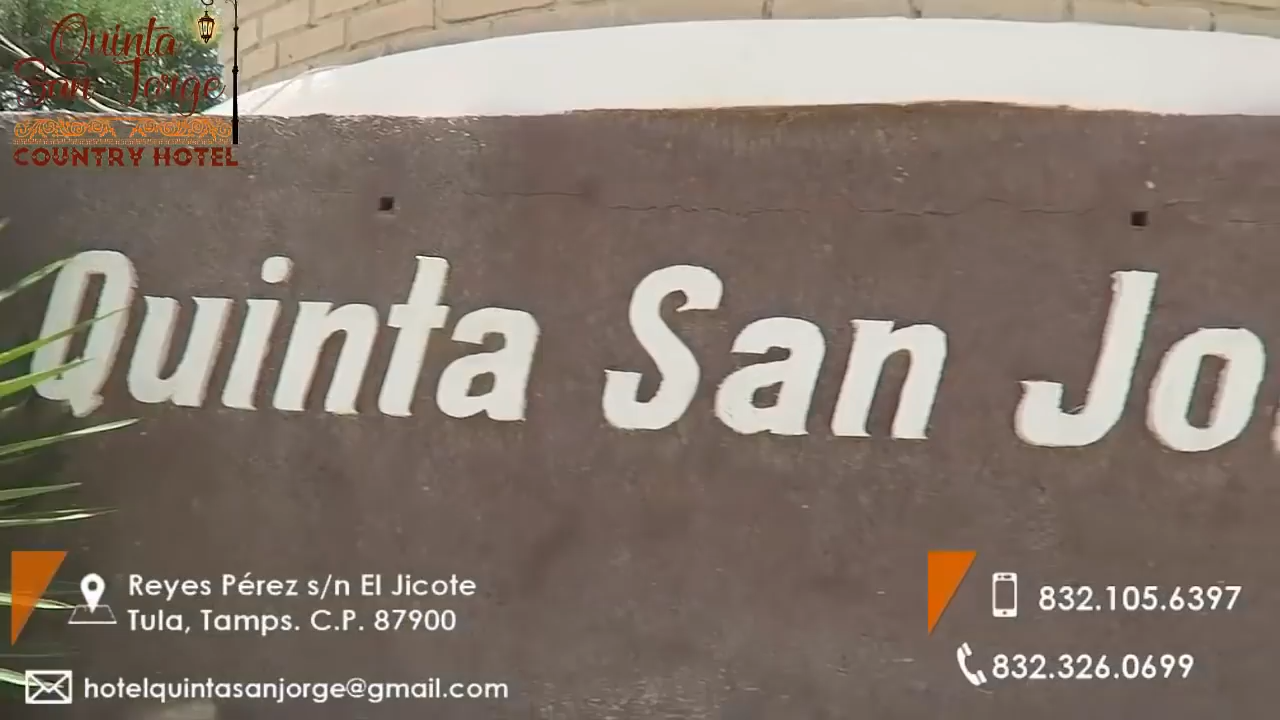 Quinta
San Jorge
COUNTRY HOTEL
Quinta San Jo
Reyes Pérez s/n El Jicote
Tula, Tamps. C.P. 87900
hotelquintasanjorge@gmail.com
832.105.6397
832.326.0699